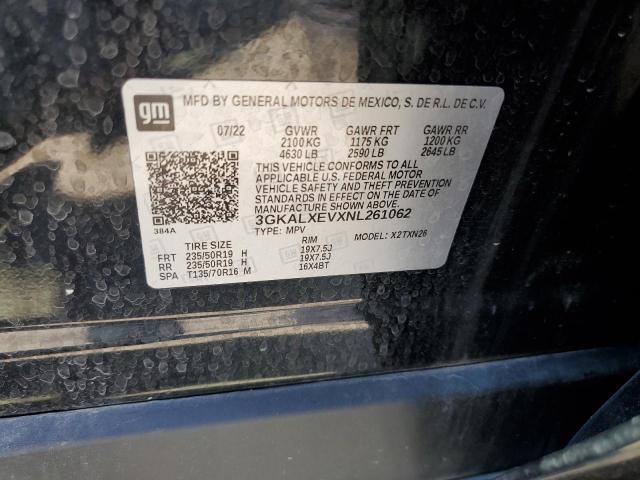 gm MFD BY GENERAL MOTORS DE MEXICO, S. DE R.L. DE C.V.
07/22 GVWR GAWR FRT GAWR RR
2100 KG 1175 KG 1200 KG
4630 LB 2590 LB 2645 LB
THIS VEHICLE CONFORMS TO ALL
APPLICABLE U.S. FEDERAL MOTOR
VEHICLE SAFETY AND THEFT PREVENTION
STANDARDS IN EFFECT ON THE DATE OF
MANUFACTURE SHOWN ABOVE.
384A 3GKALXEVXNL261062
TYPE: MPV MODEL: X2TXN26
TIRE SIZE RIM
FRT 235/50R19 H 19X7.5J
RR 235/50R19 H 19X7.5J
SPA T135/70R16 M 16X4BT